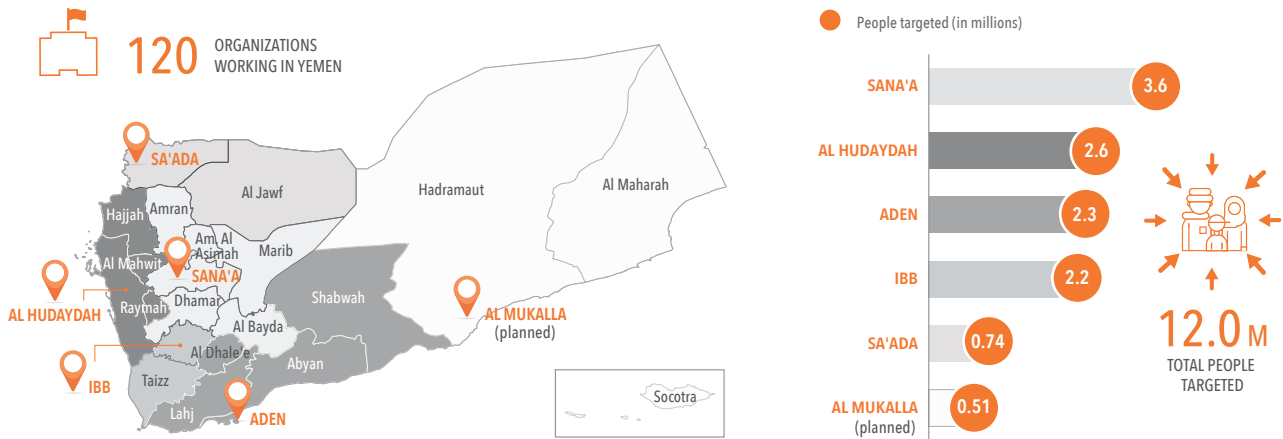 120
ORGANIZATIONS
WORKING IN YEMEN
SA'ADA
Al Jawf
Hadramaut
Al Maharah
Hajjah
Amran
Am. Al
Asimah
Marib
Al Mahwit
SANA'A
AL HUDAYDAH
Raymah
Dhamar
Shabwah
AL MUKALLA
(planned)
Al Bayda
Al Dhale'e
Abyan
IBB
Taizz
Lahj
ADEN
Socotra
People targeted (in millions)
SANA'A 3.6
AL HUDAYDAH 2.6
ADEN 2.3
IBB 2.2
SA'ADA 0.74
AL MUKALLA 0.51
(planned)
12.0 M
TOTAL PEOPLE
TARGETED